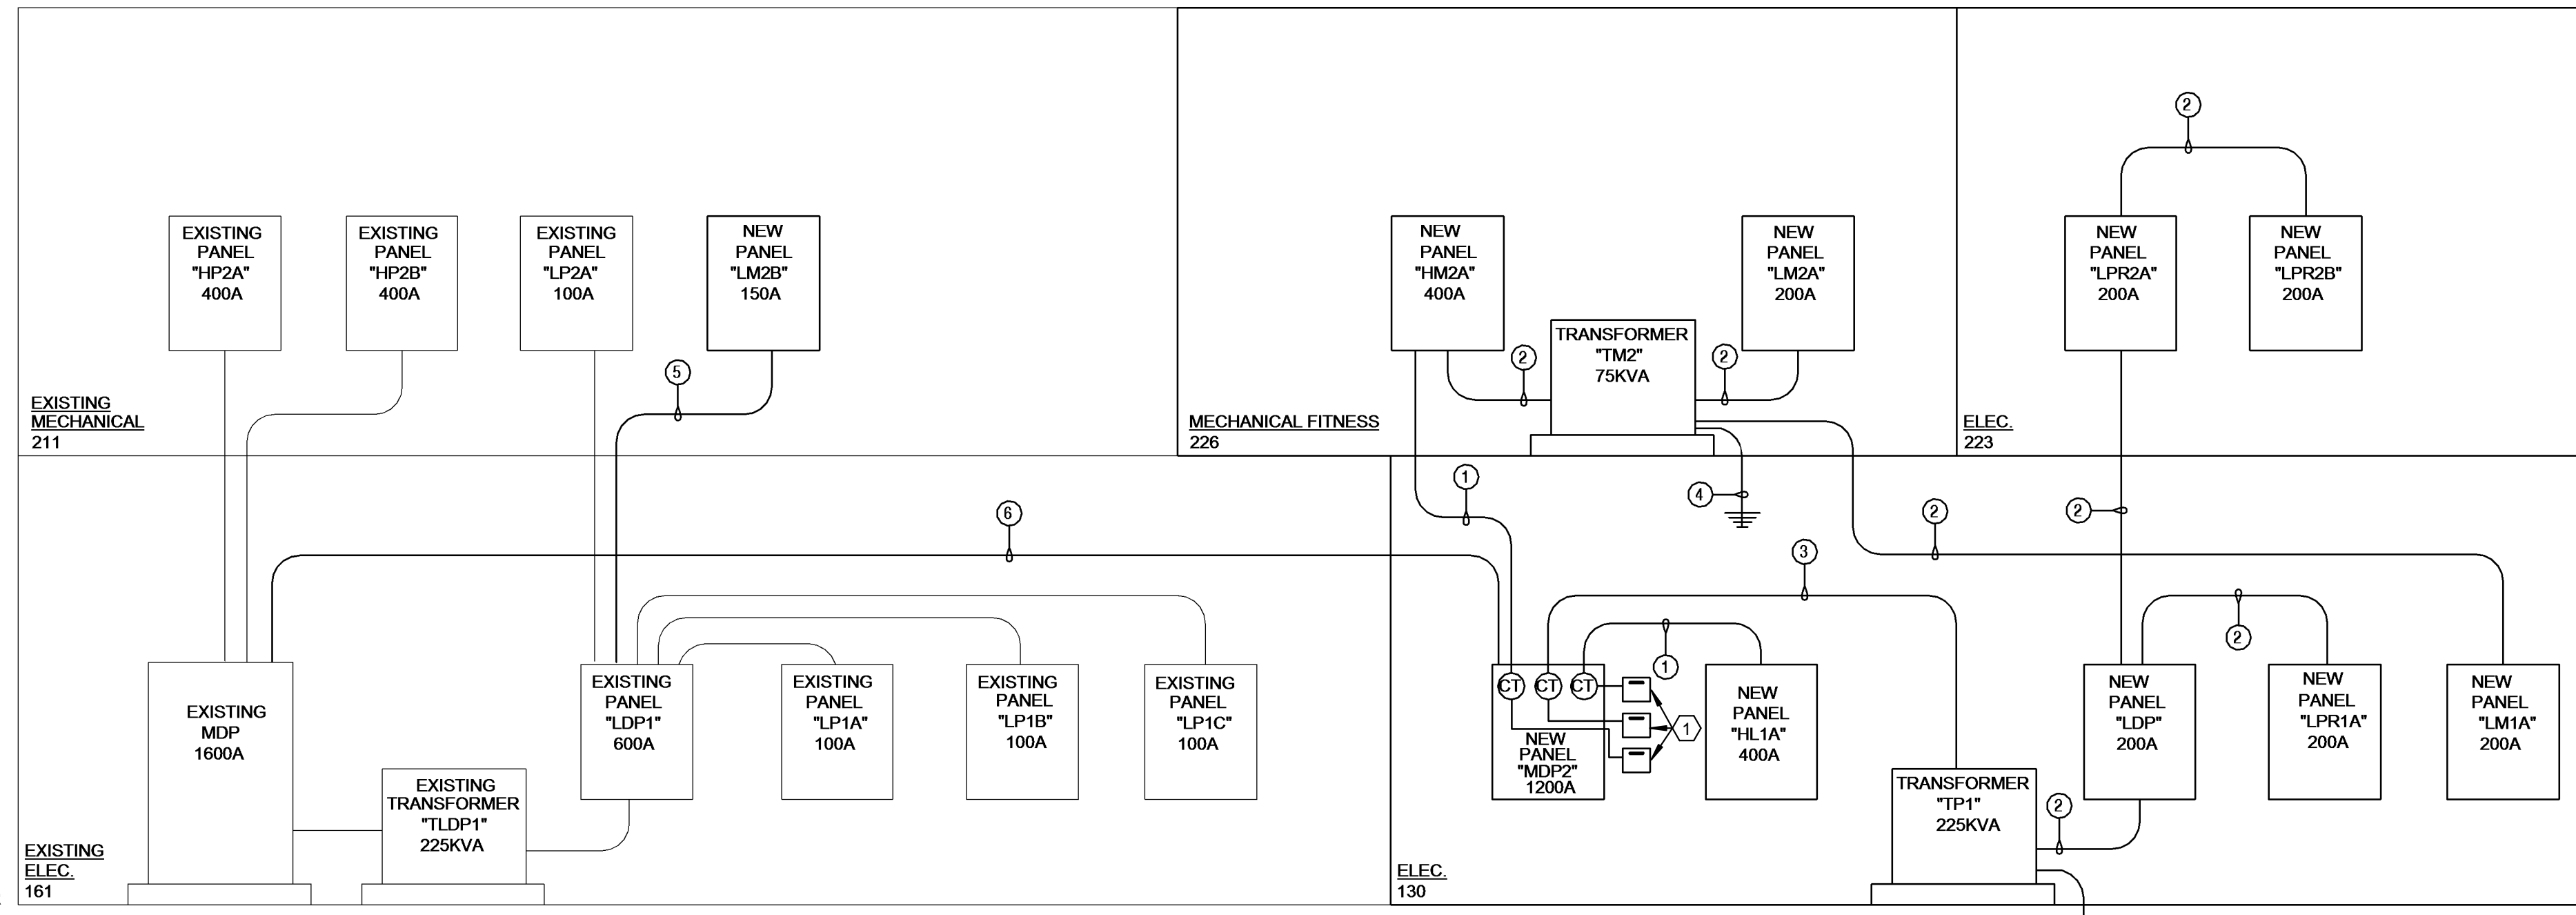 2
EXISTING
PANEL
"HP2A"
400A
EXISTING
PANEL
"HP2B"
400A
EXISTING
PANEL
"LP2A"
100A
NEW
PANEL
"LM2B"
150A
5
EXISTING
MECHANICAL
211
NEW
PANEL
"HM2A"
400A
2
TRANSFORMER
"TM2"
75KVA
2
NEW
PANEL
"LM2A"
200A
MECHANICAL FITNESS
226
NEW
PANEL
"LPR2A"
200A
NEW
PANEL
"LPR2B"
200A
ELEC.
223
6
1
4
3
2
2
EXISTING
MDP
1600A
EXISTING
TRANSFORMER
"TLDP1"
225KVA
EXISTING
PANEL
"LDP1"
600A
EXISTING
PANEL
"LP1A"
100A
EXISTING
PANEL
"LP1B"
100A
EXISTING
PANEL
"LP1C"
100A
EXISTING
ELEC.
161
CT
CT
CT
NEW
PANEL
"MDP2"
1200A
1
1
NEW
PANEL
"HL1A"
400A
TRANSFORMER
"TP1"
225KVA
2
NEW
PANEL
"LDP"
200A
2
NEW
PANEL
"LPR1A"
200A
NEW
PANEL
"LM1A"
200A
ELEC.
130